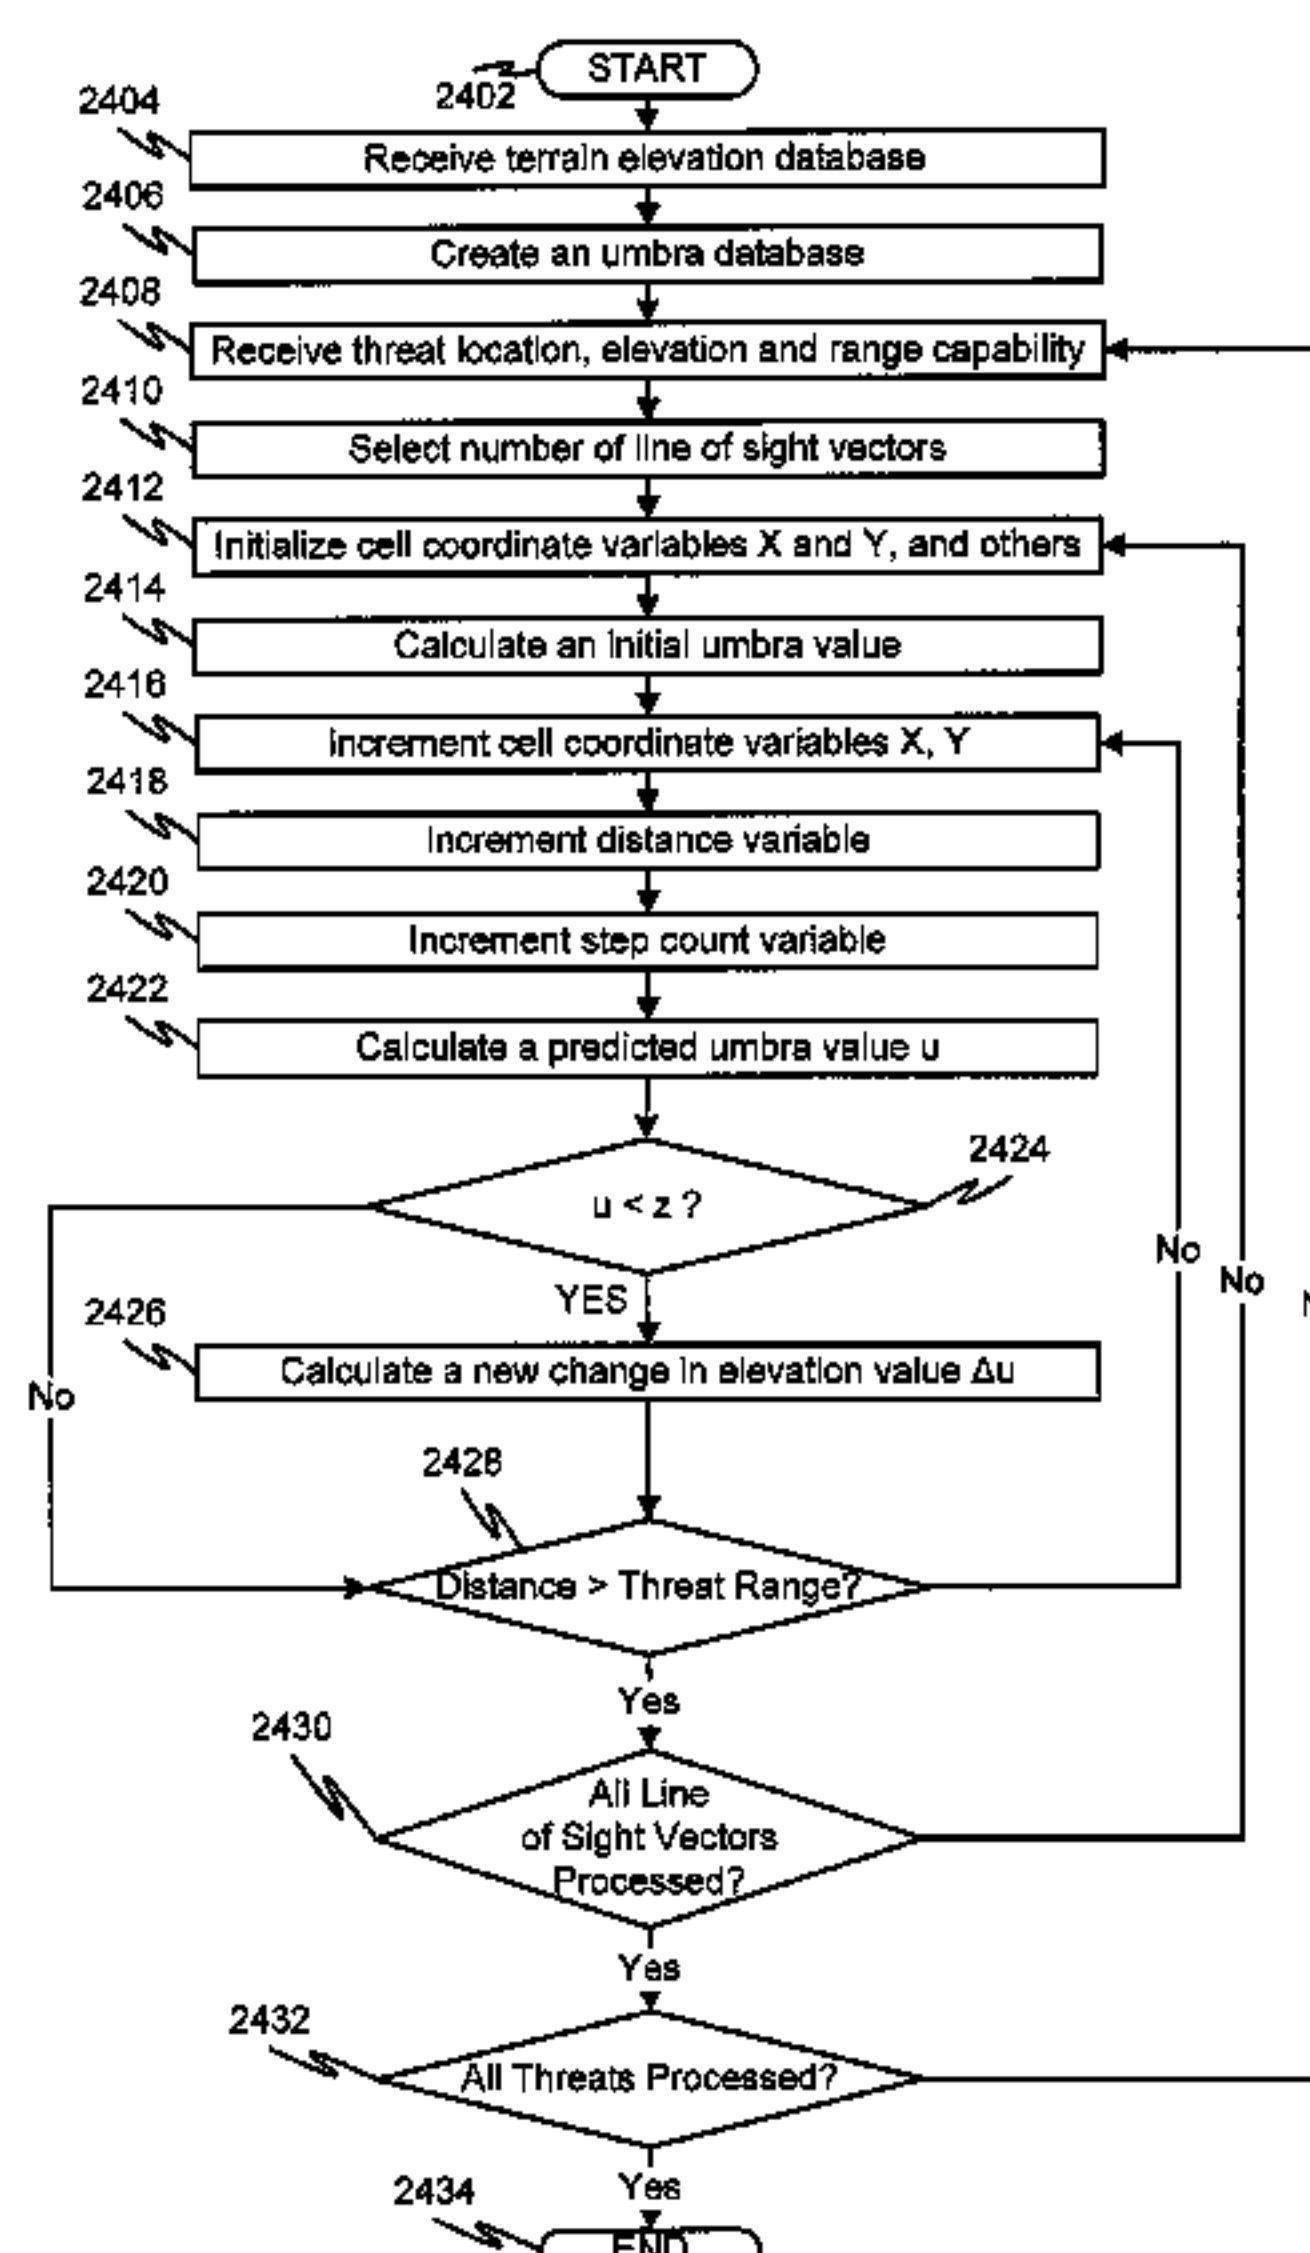 START
2402
2404
Receive terrain elevation database
2406
Create an umbra database
2408
Receive threat location, elevation and range capability
2410
Select number of line of sight vectors
2412
Initialize cell coordinate variables X and Y, and others
2414
Calculate an initial umbra value
2416
Increment cell coordinate variables X, Y
2418
Increment distance variable
2420
Increment step count variable
2422
Calculate a predicted umbra value u
2424
u < z ?
No
No
YES
2426
Calculate a new change in elevation value Δu
No
2428
Distance > Threat Range?
Yes
2430
All Line
of Sight Vectors
Processed?
Yes
2432
All Threats Processed?
Yes
2434
END